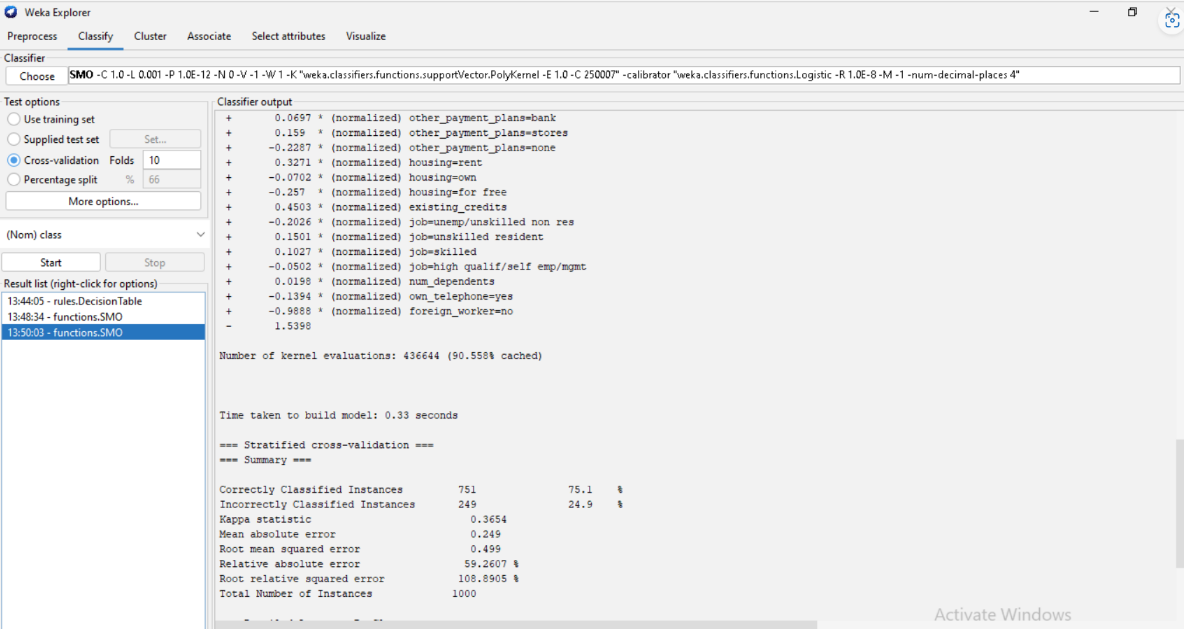 Weka Explorer
Preprocess Classify Cluster Associate Select attributes Visualize
Classifier
Choose SMO -C 1.0 -L 0.001 -P 1.0E-12 -N 0 -V -1 -W 1 -K "weka.classifiers.functions.supportVector.PolyKernel -E 1.0 -C 250007" -calibrator "weka.classifiers.functions.Logistic -R 1.0E-8 -M -1 -num-decimal-places 4"
Test options
Use training set
Supplied test set Set...
Cross-validation Folds 10
Percentage split % 66
More options...
(Nom) class
Start Stop
Result list (right-click for options)
13:44:05 - rules.DecisionTable
13:48:34 - functions.SMO
13:50:03 - functions.SMO
Classifier output
+ 0.0697 * (normalized) other_payment_plans=bank
+ 0.159 * (normalized) other_payment_plans=stores
+ -0.2287 * (normalized) other_payment_plans=none
+ 0.3271 * (normalized) housing=rent
+ -0.0702 * (normalized) housing=own
+ -0.257 * (normalized) housing=for free
+ 0.4503 * (normalized) existing_credits
+ -0.2026 * (normalized) job=unemp/unskilled non res
+ 0.1501 * (normalized) job=unskilled resident
+ 0.1027 * (normalized) job=skilled
+ -0.0502 * (normalized) job=high qualif/self emp/mgmt
+ 0.0198 * (normalized) num_dependents
+ -0.1394 * (normalized) own_telephone=yes
+ -0.9888 * (normalized) foreign_worker=no
- 1.5398
Number of kernel evaluations: 436644 (90.558% cached)
Time taken to build model: 0.33 seconds
=== Stratified cross-validation ===
=== Summary ===
Correctly Classified Instances 751 75.1 %
Incorrectly Classified Instances 249 24.9 %
Kappa statistic 0.3654
Mean absolute error 0.249
Root mean squared error 0.499
Relative absolute error 59.2607 %
Root relative squared error 108.8905 %
Total Number of Instances 1000
Activate Windows